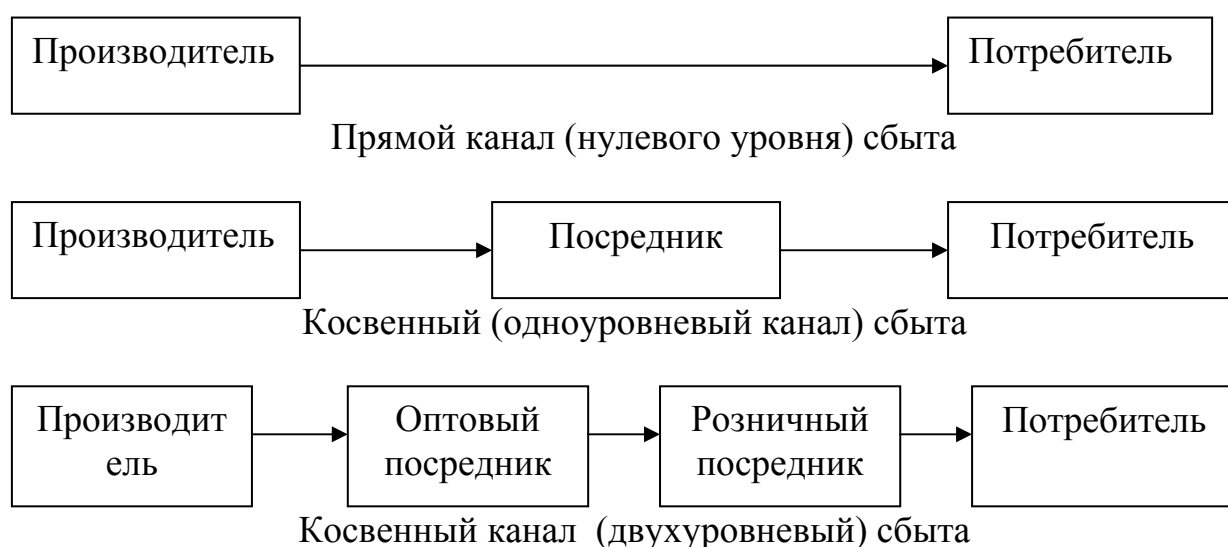 Производитель Потребитель
Прямой канал (нулевого уровня) сбыта
Производитель Посредник Потребитель
Косвенный (одноуровневый канал) сбыта
Производит Оптовый Розничный Потребитель
ель посредник посредник
Косвенный канал (двухуровневый) сбыта